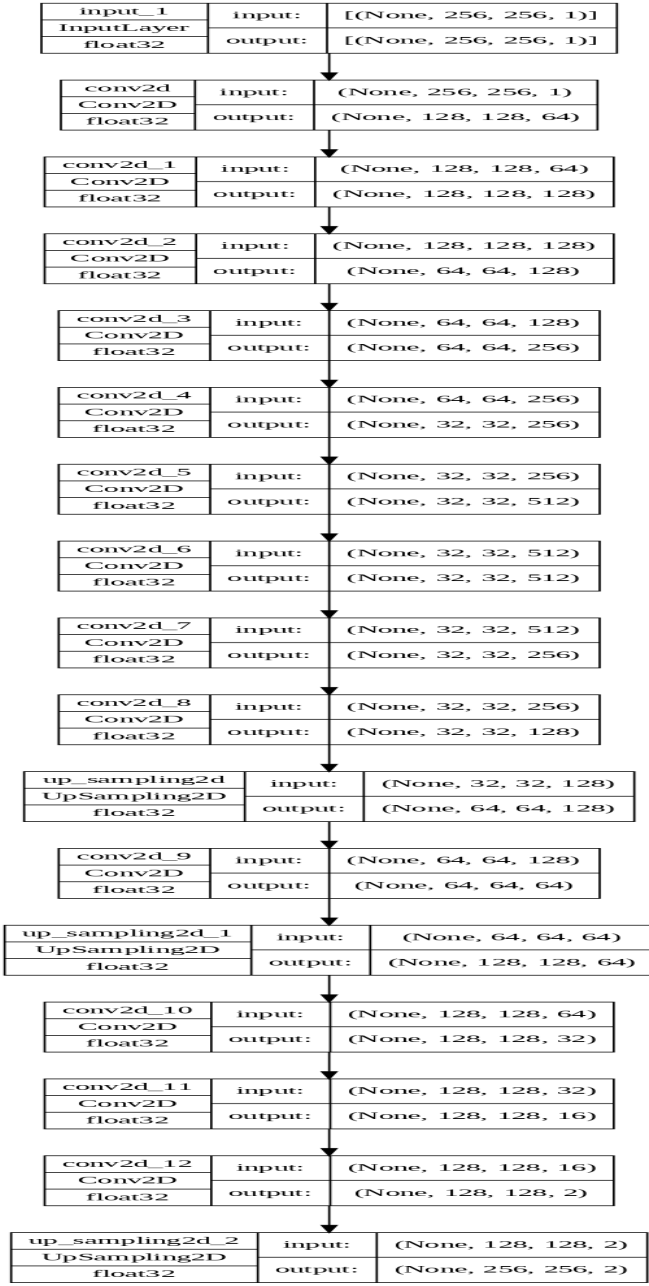 input_1
InputLayer
float32
input:
[(None, 256, 256, 1)]
output:
[(None, 256, 256, 1)]
conv2d
Conv2D
float32
input:
(None, 256, 256, 1)
output:
(None, 128, 128, 64)
conv2d_1
Conv2D
float32
input:
(None, 128, 128, 64)
output:
(None, 128, 128, 128)
conv2d_2
Conv2D
float32
input:
(None, 128, 128, 128)
output:
(None, 64, 64, 128)
conv2d_3
Conv2D
float32
input:
(None, 64, 64, 128)
output:
(None, 64, 64, 256)
conv2d_4
Conv2D
float32
input:
(None, 64, 64, 256)
output:
(None, 32, 32, 256)
conv2d_5
Conv2D
float32
input:
(None, 32, 32, 256)
output:
(None, 32, 32, 512)
conv2d_6
Conv2D
float32
input:
(None, 32, 32, 512)
output:
(None, 32, 32, 512)
conv2d_7
Conv2D
float32
input:
(None, 32, 32, 512)
output:
(None, 32, 32, 256)
conv2d_8
Conv2D
float32
input:
(None, 32, 32, 256)
output:
(None, 32, 32, 128)
up_sampling2d
UpSampling2D
float32
input:
(None, 32, 32, 128)
output:
(None, 64, 64, 128)
conv2d_9
Conv2D
float32
input:
(None, 64, 64, 128)
output:
(None, 64, 64, 64)
up_sampling2d_1
UpSampling2D
float32
input:
(None, 64, 64, 64)
output:
(None, 128, 128, 64)
conv2d_10
Conv2D
float32
input:
(None, 128, 128, 64)
output:
(None, 128, 128, 32)
conv2d_11
Conv2D
float32
input:
(None, 128, 128, 32)
output:
(None, 128, 128, 16)
conv2d_12
Conv2D
float32
input:
(None, 128, 128, 16)
output:
(None, 128, 128, 2)
up_sampling2d_2
UpSampling2D
float32
input:
(None, 128, 128, 2)
output:
(None, 256, 256, 2)